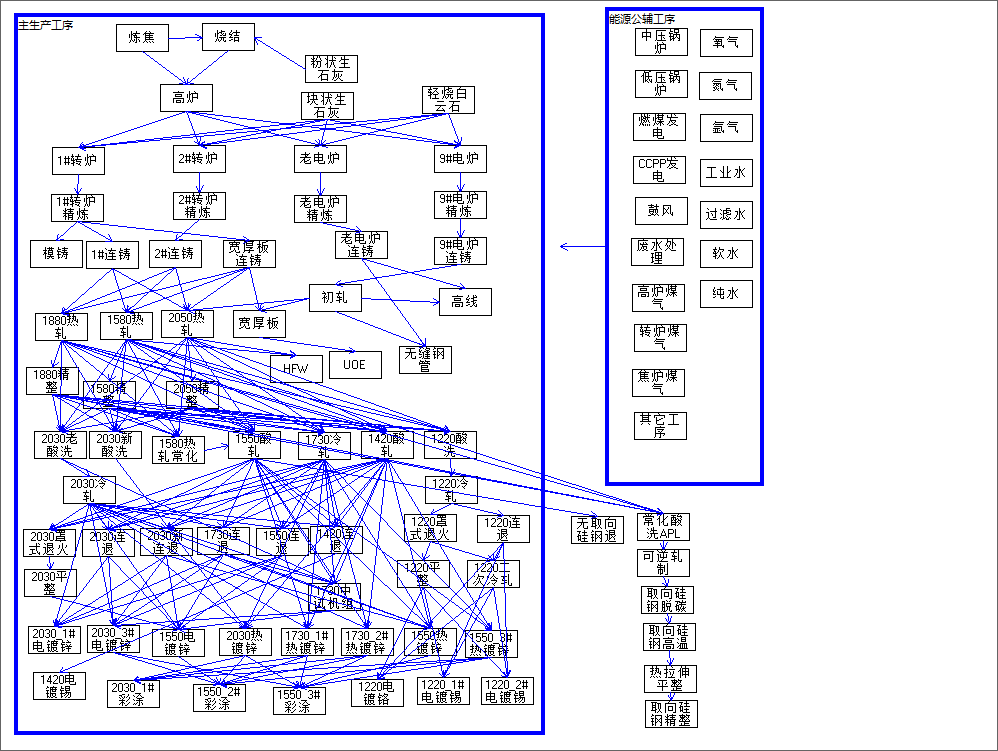 主生产工序
炼焦
烧结
粉状生
石灰
高炉
块状生
石灰
轻烧白
云石
1#转炉
2#转炉
老电炉
9#电炉
1#转炉
精炼
2#转炉
精炼
老电炉
精炼
9#电炉
精炼
模铸
1#连铸
2#连铸
宽厚板
连铸
老电炉
连铸
9#电炉
连铸
初轧
高线
1880热
轧
1580热
轧
2050热
轧
宽厚板
HFW
UOE
无缝钢
管
1880精
整
1580精
整
2050精
整
2030老
酸洗
2030新
酸洗
1580热
轧常化
1550酸
轧
1730冷
轧
1420酸
轧
1220酸
洗
2030冷
轧
1220冷
轧
2030罩
式退火
2030连
退
2030新
连退
1730连
退
1550连
退
1420连
退
1220罩
式退火
1220连
退
无取向
硅钢退
常化酸
洗APL
2030平
整
1730中
试机组
1220平
整
1220二
次冷轧
可逆轧
制
取向硅
钢脱碳
2030_1#
电镀锌
2030_3#
电镀锌
1550电
镀锌
2030热
镀锌
1730_1#
热镀锌
1730_2#
热镀锌
1550热
镀锌
1550_3#
热镀锌
取向硅
钢高温
热拉伸
平整
1420电
镀锡
2030_1#
彩涂
1550_2#
彩涂
1550_3#
彩涂
1220电
镀铬
1220_1#
电镀锡
1220_2#
电镀锡
取向硅
钢精整
能源公辅工序
中压锅
炉
氧气
低压锅
炉
氮气
燃煤发
电
氩气
CCPP发
电
工业水
鼓风
过滤水
废水处
理
软水
高炉煤
气
纯水
转炉煤
气
焦炉煤
气
其它工
序